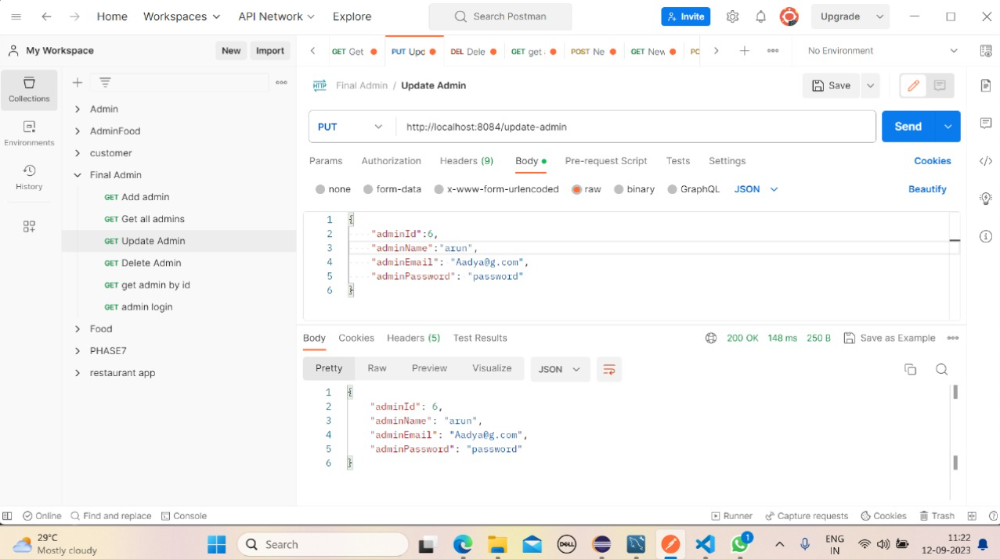 Home Workspaces API Network Explore Search Postman Invite Upgrade
My Workspace New Import GET Get PUT Upd DEL Dele GET get POST Ne GET New PO No Environment
Collections
Environments
History
Admin
AdminFood
customer
Final Admin
GET Add admin
GET Get all admins
GET Update Admin
GET Delete Admin
GET get admin by id
GET admin login
Food
PHASE7
restaurant app
HTTP Final Admin / Update Admin Save
PUT http://localhost:8084/update-admin Send
Params Authorization Headers (9) Body Pre-request Script Tests Settings Cookies
none form-data x-www-form-urlencoded raw binary GraphQL JSON Beautify
1 {
2 "adminId":6,
3 "adminName":"arun",
4 "adminEmail": "Aadya@g.com",
5 "adminPassword": "password"
6 }
Body Cookies Headers (5) Test Results 200 OK 148 ms 250 B Save as Example
Pretty Raw Preview Visualize JSON
1 {
2 "adminId": 6,
3 "adminName": "arun",
4 "adminEmail": "Aadya@g.com",
5 "adminPassword": "password"
6 }
Online Find and replace Console Runner Capture requests Cookies Trash
29°C
Mostly cloudy
Search
DELL
1
ENG
IN
11:22
12-09-2023